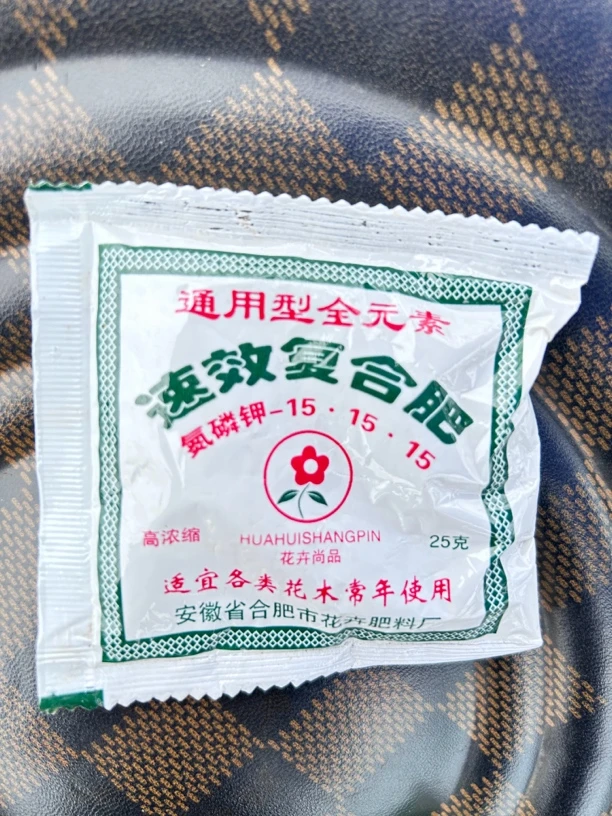 通用型全元素
速效复合肥
氮磷钾-15·15·15
高浓缩
HUAHUISHANGPIN
花卉尚品
25克
适宜各类花木常年使用
安徽省合肥市花卉肥料厂